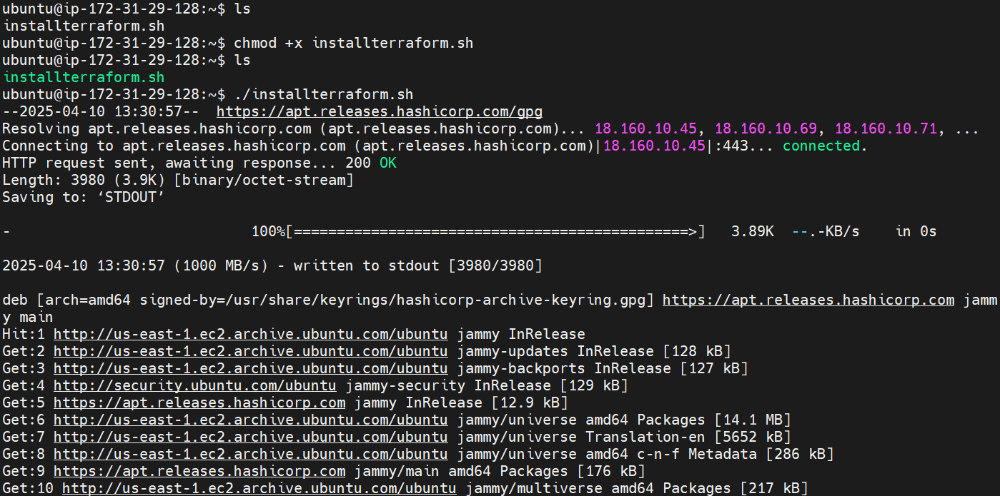 ubuntu@ip-172-31-29-128:~$ ls
installterraform.sh
ubuntu@ip-172-31-29-128:~$ chmod +x installterraform.sh
ubuntu@ip-172-31-29-128:~$ ls
installterraform.sh
ubuntu@ip-172-31-29-128:~$ ./installterraform.sh
--2025-04-10 13:30:57--  https://apt.releases.hashicorp.com/gpg
Resolving apt.releases.hashicorp.com (apt.releases.hashicorp.com)... 18.160.10.45, 18.160.10.69, 18.160.10.71, ...
Connecting to apt.releases.hashicorp.com (apt.releases.hashicorp.com)|18.160.10.45|:443... connected.
HTTP request sent, awaiting response... 200 OK
Length: 3980 (3.9K) [binary/octet-stream]
Saving to: ‘STDOUT’
-                            100%[==============================================>]   3.89K  --.-KB/s    in 0s
2025-04-10 13:30:57 (1000 MB/s) - written to stdout [3980/3980]
deb [arch=amd64 signed-by=/usr/share/keyrings/hashicorp-archive-keyring.gpg] https://apt.releases.hashicorp.com jamm
y main
Hit:1 http://us-east-1.ec2.archive.ubuntu.com/ubuntu jammy InRelease
Get:2 http://us-east-1.ec2.archive.ubuntu.com/ubuntu jammy-updates InRelease [128 kB]
Get:3 http://us-east-1.ec2.archive.ubuntu.com/ubuntu jammy-backports InRelease [127 kB]
Get:4 http://security.ubuntu.com/ubuntu jammy-security InRelease [129 kB]
Get:5 https://apt.releases.hashicorp.com jammy InRelease [12.9 kB]
Get:6 http://us-east-1.ec2.archive.ubuntu.com/ubuntu jammy/universe amd64 Packages [14.1 MB]
Get:7 http://us-east-1.ec2.archive.ubuntu.com/ubuntu jammy/universe Translation-en [5652 kB]
Get:8 http://us-east-1.ec2.archive.ubuntu.com/ubuntu jammy/universe amd64 c-n-f Metadata [286 kB]
Get:9 https://apt.releases.hashicorp.com jammy/main amd64 Packages [176 kB]
Get:10 http://us-east-1.ec2.archive.ubuntu.com/ubuntu jammy/multiverse amd64 Packages [217 kB]